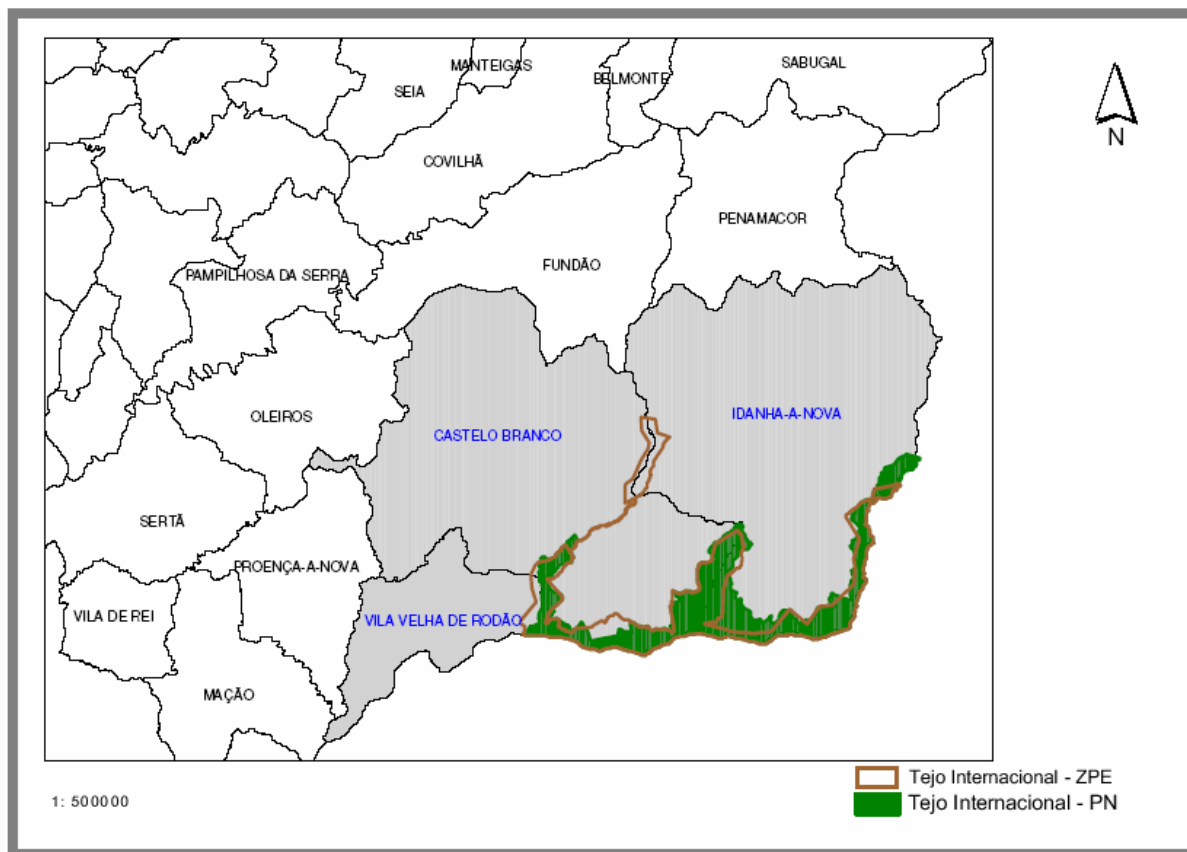 MANTEIGAS
SABUGAL
BELMONTE
SEIA
N
COVILHÃ
PENAMACOR
FUNDÃO
PAMPILHOSA DA SERRA
IDANHA-A-NOVA
OLEIROS
CASTELO BRANCO
SERTÃ
PROENÇA-A-NOVA
VILA DE REI
VILA VELHA DE RODÃO
MAÇÃO
Tejo Internacional - ZPE
1: 500000
Tejo Internacional - PN